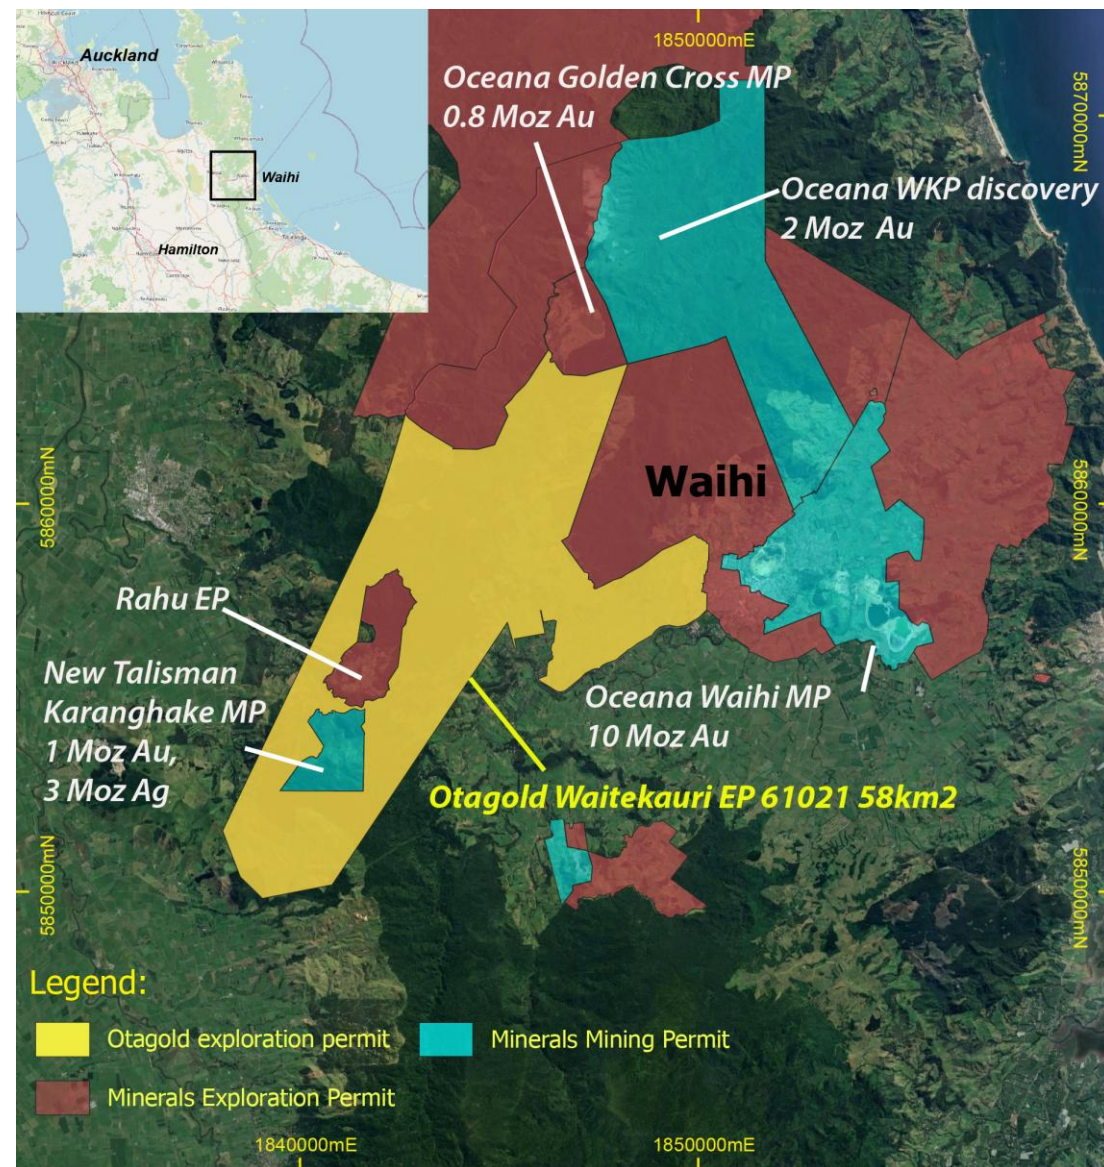 Auckland
Waihi
Hamilton
1850000mE
Oceana Golden Cross MP
0.8 Moz Au
5870000mN
Oceana WKP discovery
2 Moz Au
Waihi
5860000mN
5860000mN
Rahu EP
New Talisman
Karanghake MP
1 Moz Au,
3 Moz Ag
Oceana Waihi MP
10 Moz Au
Otagold Waitekauri EP 61021 58km2
5850000mN
5850000mN
Legend:
Otagold exploration permit
Minerals Mining Permit
Minerals Exploration Permit
1840000mE
1850000mE